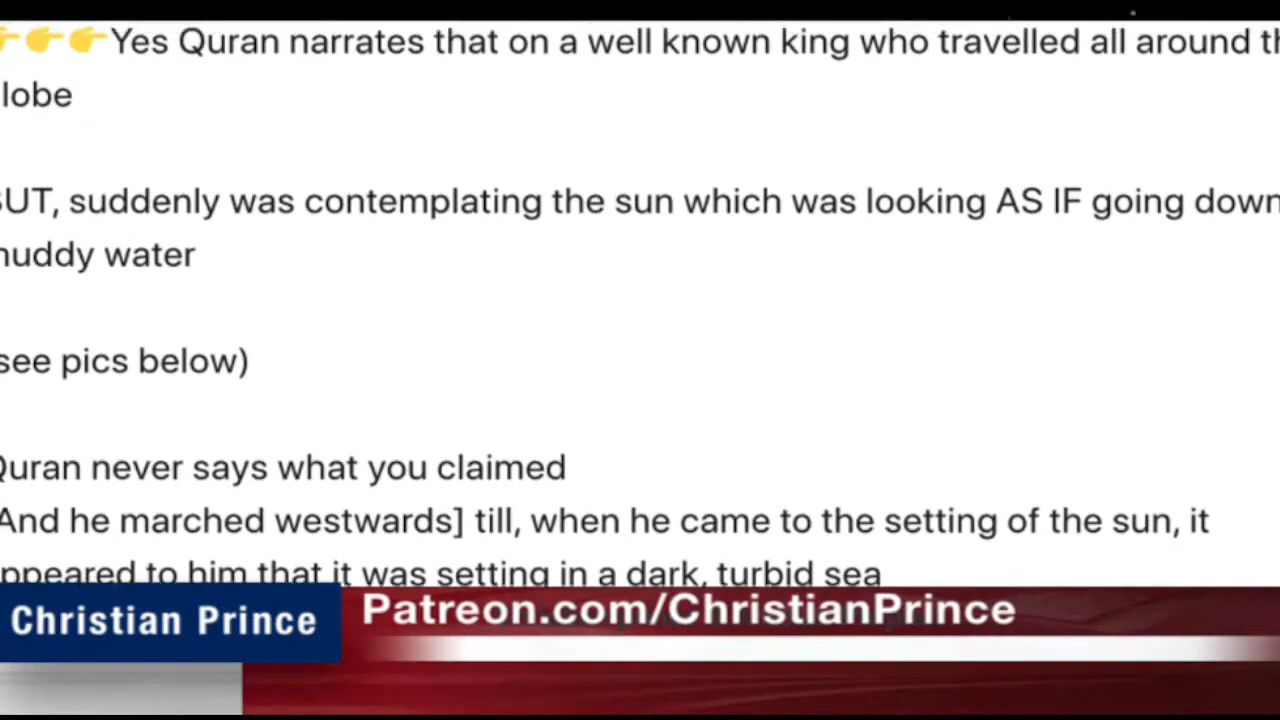 Yes Quran narrates that on a well known king who travelled all around th
lobe
BUT, suddenly was contemplating the sun which was looking AS IF going down
muddy water
see pics below)
Quran never says what you claimed
And he marched westwards] till, when he came to the setting of the sun, it
ppeared to him that it was setting in a dark, turbid sea
Christian Prince
Patreon.com/ChristianPrince